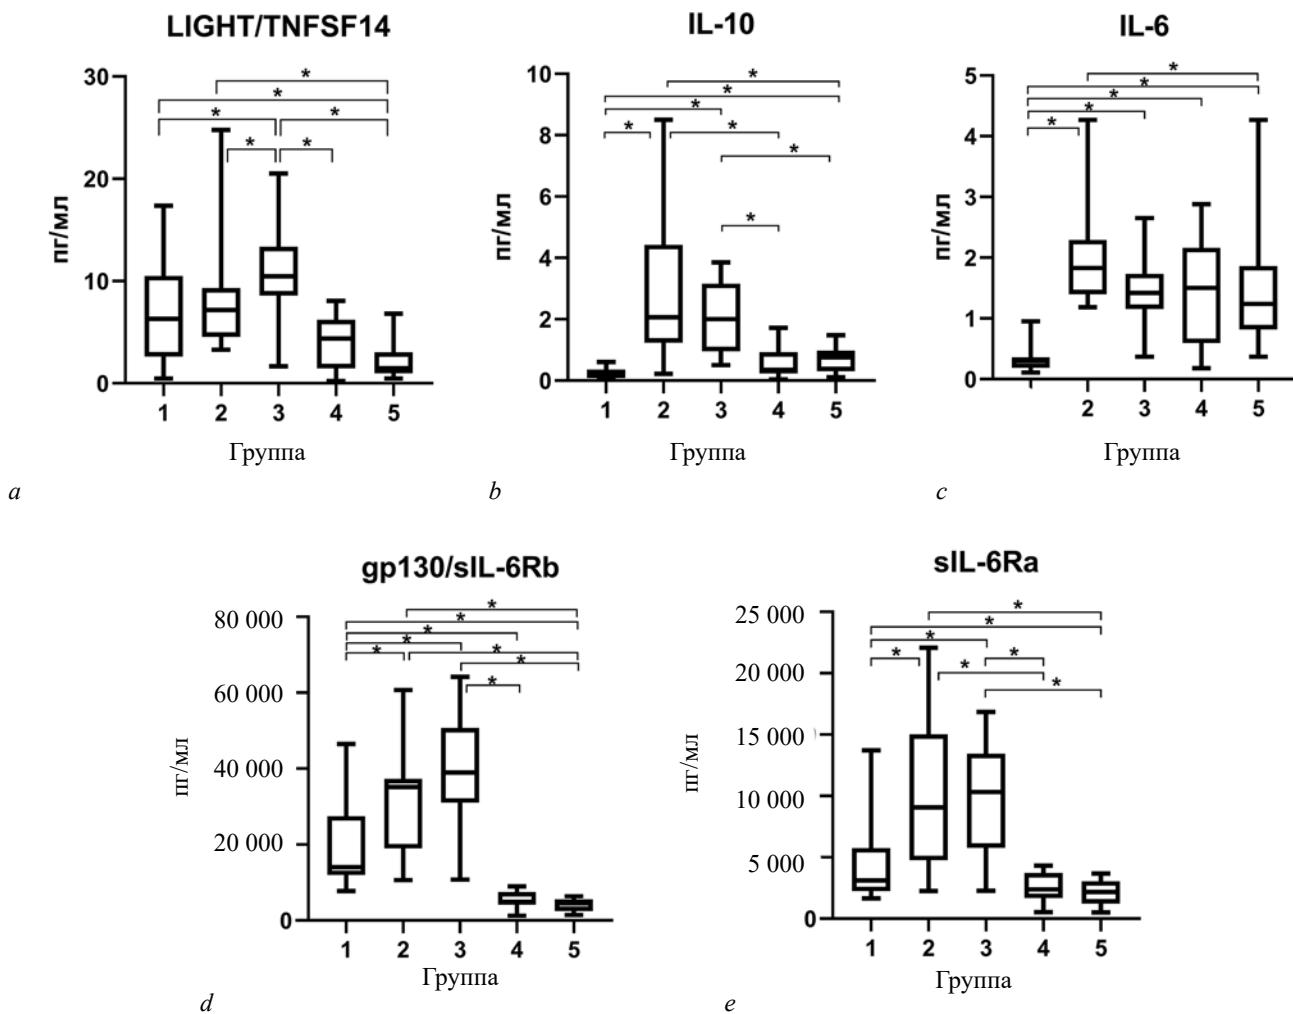 LIGHT/TNFSF14
30
20
10
0
пг/мл
* * * * * *
1 2 3 4 5
Группа
a
IL-10
10
8
6
4
2
0
пг/мл
* * * * * * *
1 2 3 4 5
Группа
b
IL-6
5
4
3
2
1
0
* * * * *
2 3 4 5
Группа
c
gp130/sIL-6Rb
80 000
60 000
40 000
20 000
0
пг/мл
* * * * * * * *
1 2 3 4 5
Группа
d
sIL-6Ra
25 000
20 000
15 000
10 000
5 000
0
пг/мл
* * * * * * *
1 2 3 4 5
Группа
e